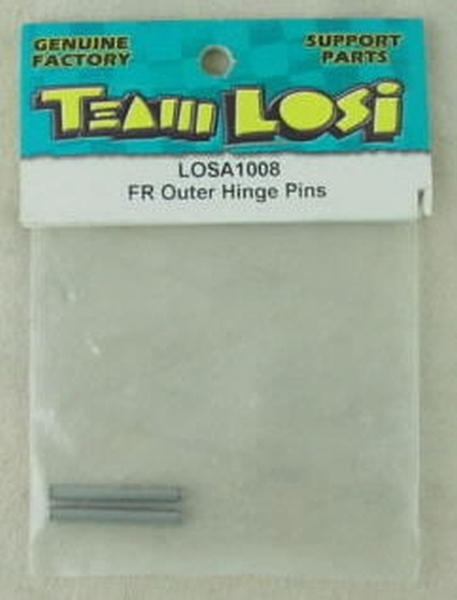 GENUINE FACTORY
SUPPORT PARTS
TEAM LOSI
LOSA1008
FR Outer Hinge Pins